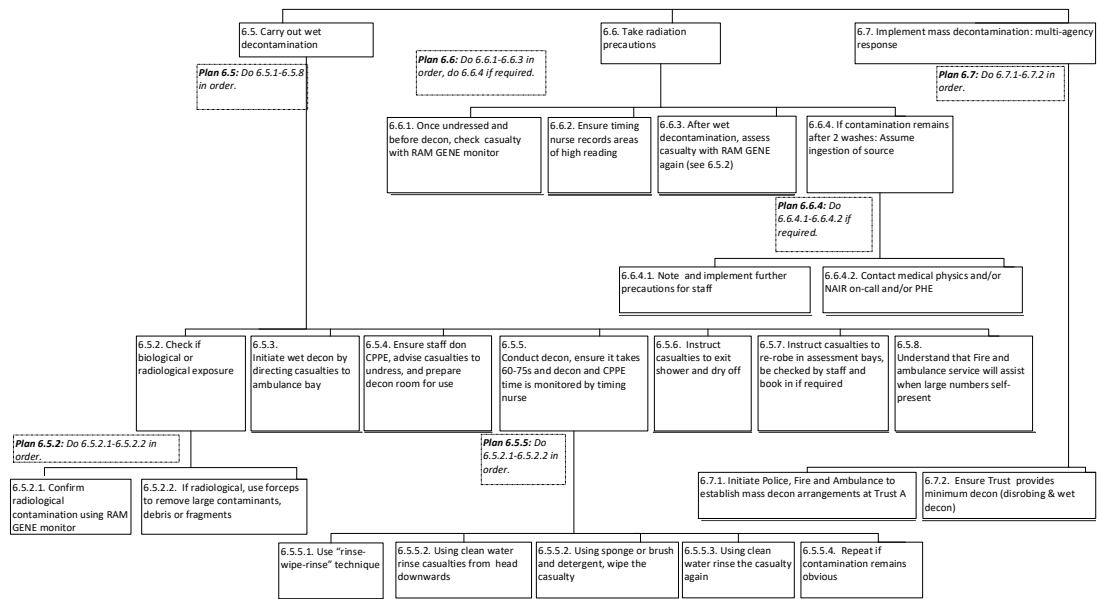 6.5. Carry out wet
decontamination
6.6. Take radiation
precautions
6.7. Implement mass decontamination: multi-agency
response
Plan 6.5: Do 6.5.1-6.5.8
in order.
Plan 6.6: Do 6.6.1-6.6.3 in
order, do 6.6.4 if required.
Plan 6.7: Do 6.7.1-6.7.2 in
order.
6.6.1. Once undressed and
before decon, check casualty
with RAM GENE monitor
6.6.2. Ensure timing
nurse records areas
of high reading
6.6.3. After wet
decontamination, assess
casualty with RAM GENE
again (see 6.5.2)
6.6.4. If contamination remains
after 2 washes: Assume
ingestion of source
Plan 6.6.4: Do
6.6.4.1-6.6.4.2 if
required.
6.6.4.1. Note and implement further
precautions for staff
6.6.4.2. Contact medical physics and/or
NAIR on-call and/or PHE
6.5.2. Check if
biological or
radiological exposure
6.5.3.
Initiate wet decon by
directing casualties to
ambulance bay
6.5.4. Ensure staff don
CPPE, advise casualties to
undress, and prepare
decon room for use
6.5.5.
Conduct decon, ensure it takes
60-75s and decon and CPPE
time is monitored by timing
nurse
6.5.6. Instruct
casualties to exit
shower and dry off
6.5.7. Instruct casualties to
re-robe in assessment bays,
be checked by staff and
book in if required
6.5.8.
Understand that Fire and
ambulance service will assist
when large numbers self-
present
Plan 6.5.2: Do 6.5.2.1-6.5.2.2 in
order.
Plan 6.5.5: Do
6.5.2.1-6.5.2.2 in
order.
6.5.2.1. Confirm
radiological
contamination using RAM
GENE monitor
6.5.2.2. If radiological, use forceps
to remove large contaminants,
debris or fragments
6.7.1. Initiate Police, Fire and Ambulance to
establish mass decon arrangements at Trust A
6.7.2. Ensure Trust provides
minimum decon (disrobing & wet
decon)
6.5.5.1. Use "rinse-
wipe-rinse" technique
6.5.5.2. Using clean water
rinse casualties from head
downwards
6.5.5.2. Using sponge or brush
and detergent, wipe the
casualty
6.5.5.3. Using clean
water rinse the casualty
again
6.5.5.4. Repeat if
contamination remains
obvious